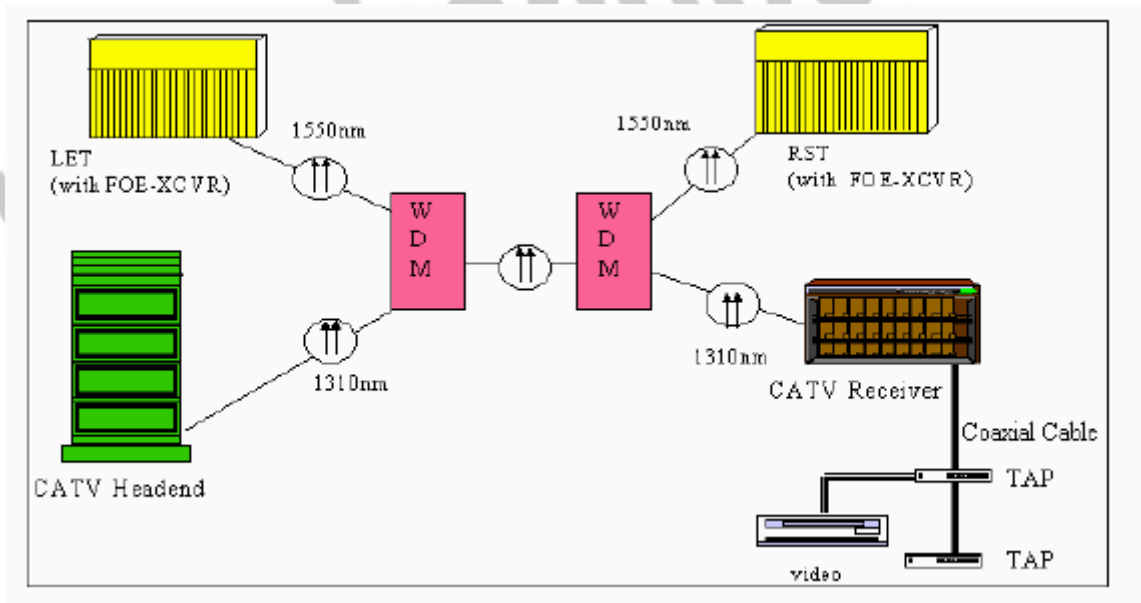 1550nm
1550nm
LET
(with FOE-XCVR)
RST
(with FOE-XCVR)
W
D
M
W
D
M
1310nm
1310nm
CATV Receiver
Coaxial Cable
CATV Headend
TAP
video
TAP